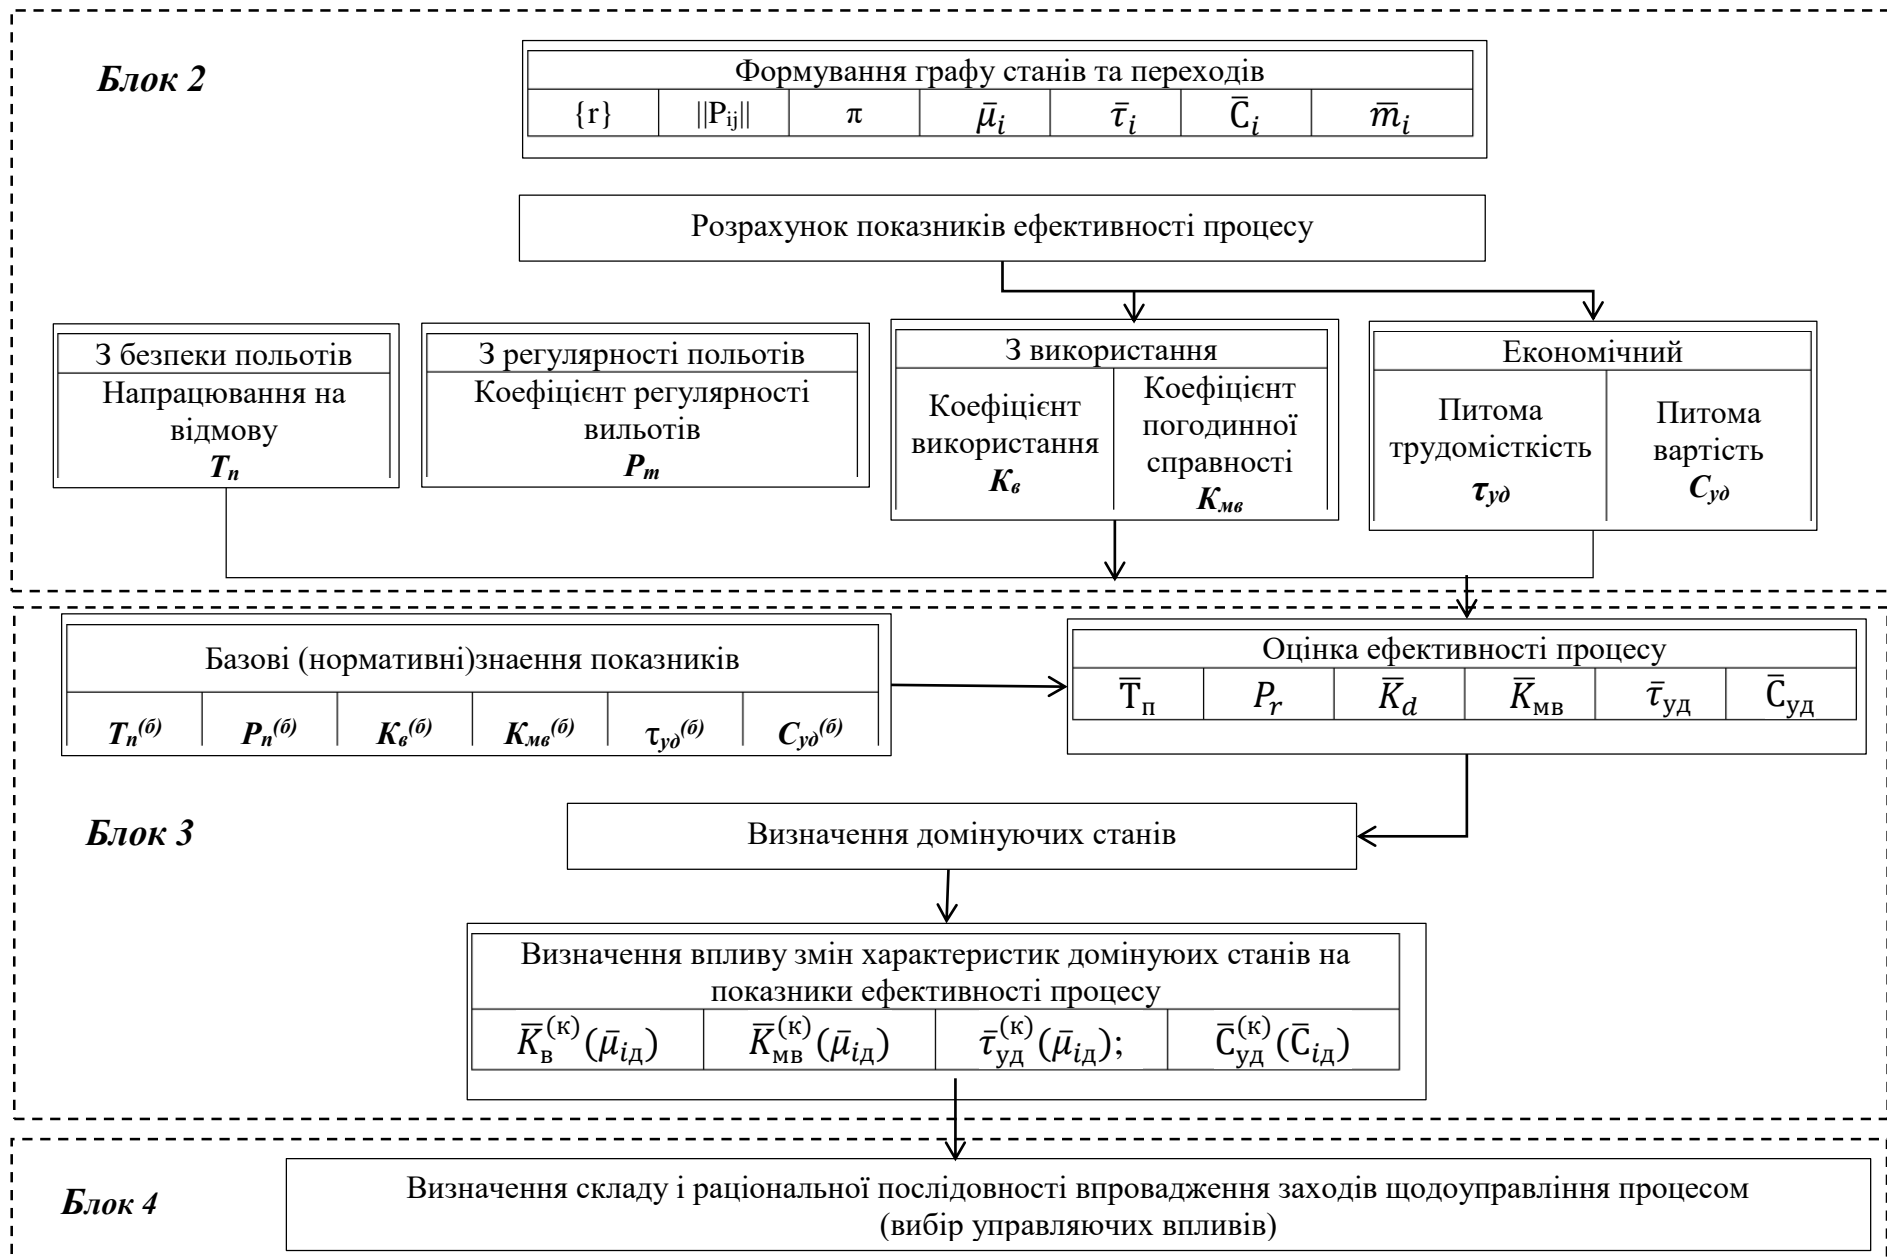 Блок 2
Формування графу станів та переходів
{r} ||Pᵢⱼ|| π μ̄ᵢ τ̄ᵢ C̄ᵢ m̄ᵢ
Розрахунок показників ефективності процесу
З безпеки польотів
Напрацювання на
відмову
Tп
З регулярності польотів
Коефіцієнт регулярності
вильотів
Pт
З використання
Коефіцієнт
використання
Kв
Коефіцієнт
погодинної
справності
Kмв
Економічний
Питома
трудомісткість
τуд
Питома
вартість
Cуд
Базові (нормативні)знаення показників
Tп⁽ᵟ⁾ Pп⁽ᵟ⁾ Kв⁽ᵟ⁾ Kмв⁽ᵟ⁾ τуд⁽ᵟ⁾ Cуд⁽ᵟ⁾
Оцінка ефективності процесу
T̄п Pr K̄d K̄мв τ̄уд C̄уд
Блок 3
Визначення домінуючих станів
Визначення впливу змін характеристик домінуюих станів на
показники ефективності процесу
K̄в⁽ᴷ⁾(μ̄iд) K̄мв⁽ᴷ⁾(μ̄iд) τ̄уд⁽ᴷ⁾(μ̄iд); C̄уд⁽ᴷ⁾(C̄iд)
Блок 4
Визначення складу і раціональної послідовності впровадження заходів щодоуправління процесом
(вибір управляючих впливів)